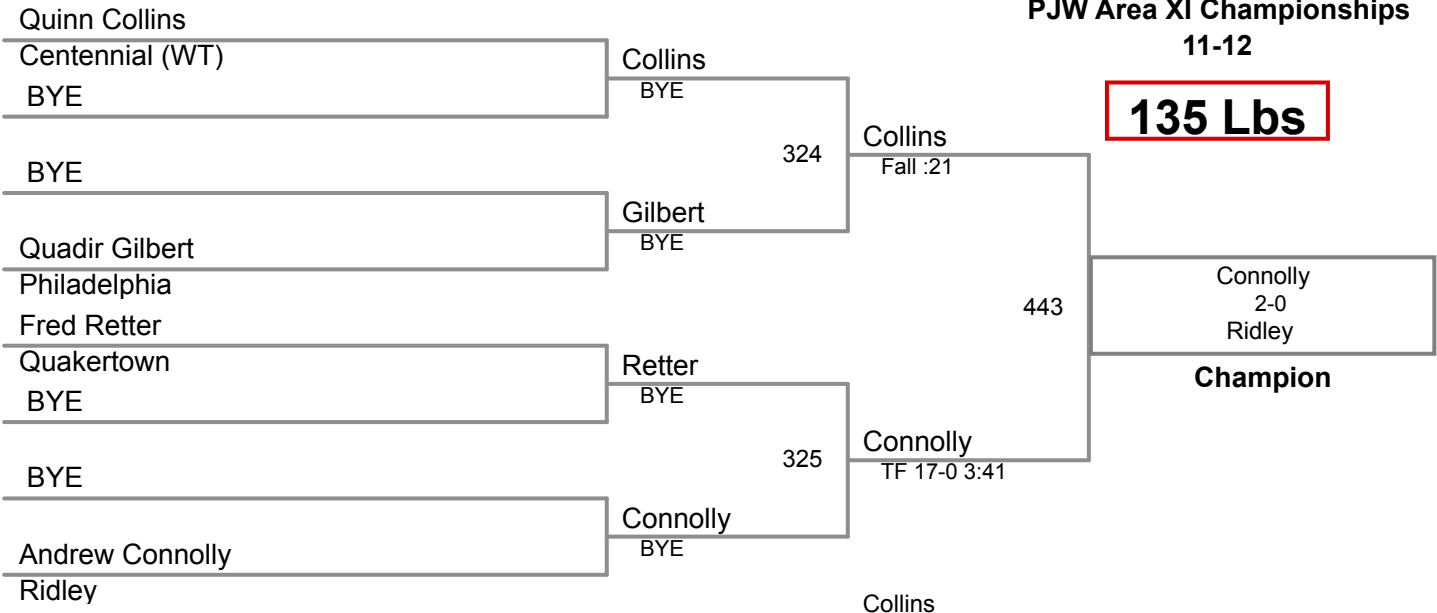 PJW Area XI Championships
11-12
135 Lbs
Quinn Collins
Centennial (WT)
BYE
BYE
Quadir Gilbert
Philadelphia
Fred Retter
Quakertown
BYE
BYE
Andrew Connolly
Ridley
Collins
BYE
324
Gilbert
BYE
Retter
BYE
325
Connolly
BYE
Collins
Fall :21
443
Connolly
TF 17-0 3:41
Connolly
2-0
Ridley
Champion
Collins